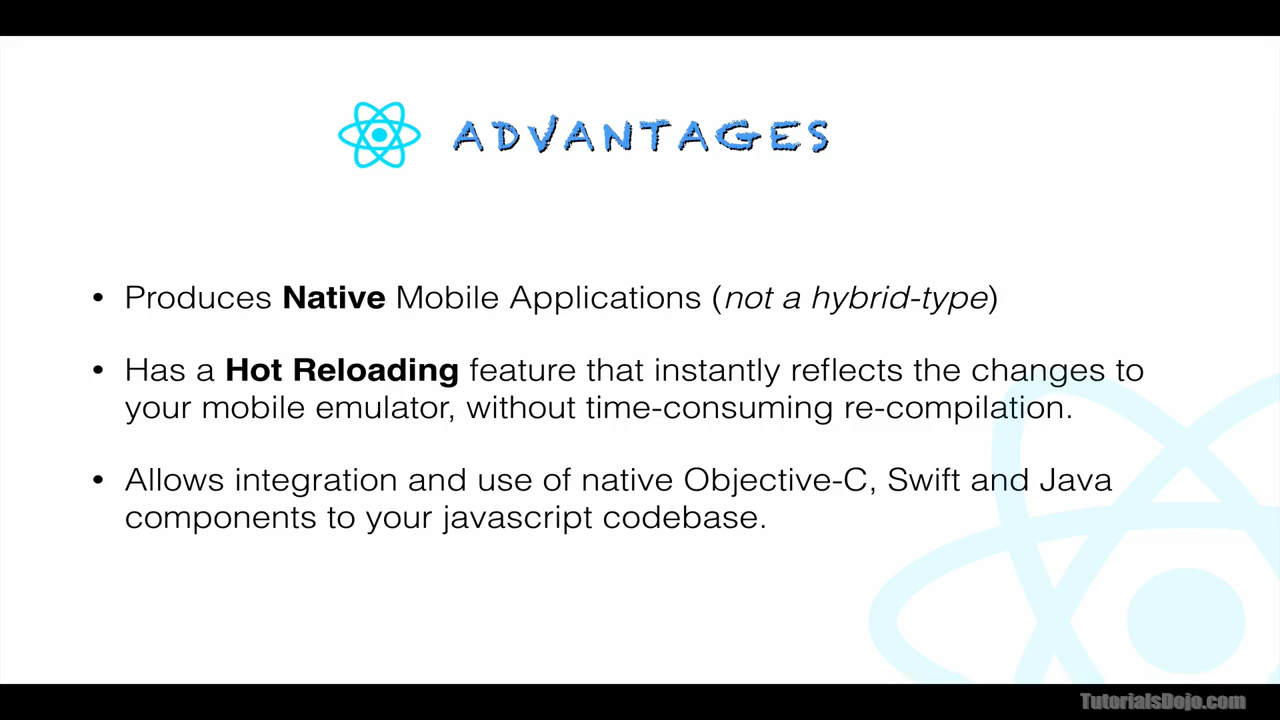 ADVANTAGES
• Produces Native Mobile Applications (not a hybrid-type)
• Has a Hot Reloading feature that instantly reflects the changes to
your mobile emulator, without time-consuming re-compilation.
• Allows integration and use of native Objective-C, Swift and Java
components to your javascript codebase.
TutorialsDojo.com